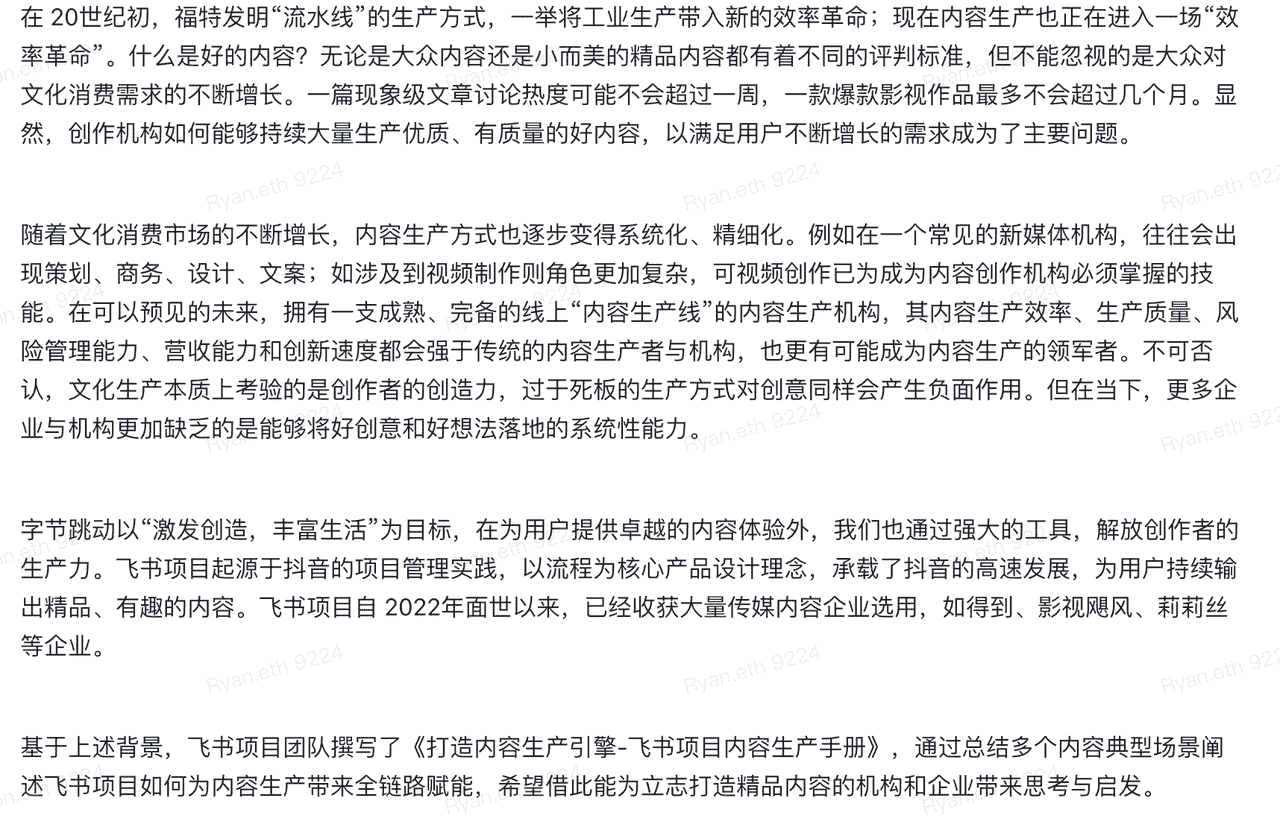 在 20世纪初，福特发明“流水线”的生产方式，一举将工业生产带入新的效率革命；现在内容生产也正在进入一场“效
率革命”。什么是好的内容？无论是大众内容还是小而美的精品内容都有着不同的评判标准，但不能忽视的是大众对
文化消费需求的不断增长。一篇现象级文章讨论热度可能不会超过一周，一款爆款影视作品最多不会超过几个月。显
然，创作机构如何能够持续大量生产优质、有质量的好内容，以满足用户不断增长的需求成为了主要问题。
随着文化消费市场的不断增长，内容生产方式也逐步变得系统化、精细化。例如在一个常见的新媒体机构，往往会出
现策划、商务、设计、文案；如涉及到视频制作则角色更加复杂，可视频创作已为成为内容创作机构必须掌握的技
能。在可以预见的未来，拥有一支成熟、完备的线上“内容生产线”的内容生产机构，其内容生产效率、生产质量、风
险管理能力、营收能力和创新速度都会强于传统的内容生产者与机构，也更有可能成为内容生产的领军者。不可否
认，文化生产本质上考验的是创作者的创造力，过于死板的生产方式对创意同样会产生负面作用。但在当下，更多企
业与机构更加缺乏的是能够将好创意和好想法落地的系统性能力。
字节跳动以“激发创造，丰富生活”为目标，在为用户提供卓越的内容体验外，我们也通过强大的工具，解放创作者的
生产力。飞书项目起源于抖音的项目管理实践，以流程为核心产品设计理念，承载了抖音的高速发展，为用户持续输
出精品、有趣的内容。飞书项目自 2022年面世以来，已经收获大量传媒内容企业选用，如得到、影视飓风、莉莉丝
等企业。
基于上述背景，飞书项目团队撰写了《打造内容生产引擎-飞书项目内容生产手册》，通过总结多个内容典型场景阐
述飞书项目如何为内容生产带来全链路赋能，希望借此能为立志打造精品内容的机构和企业带来思考与启发。
Ryan.eth 9224